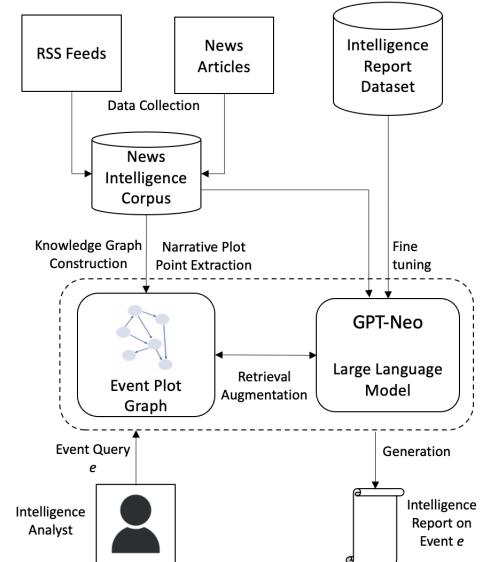 RSS Feeds
News
Articles
Intelligence
Report
Dataset
Data Collection
News
Intelligence
Corpus
Knowledge Graph
Construction
Narrative Plot
Point Extraction
Fine
tuning
Event Plot
Graph
Retrieval
Augmentation
GPT-Neo
Large Language
Model
Event Query
e
Generation
Intelligence
Analyst
Intelligence
Report on
Event e